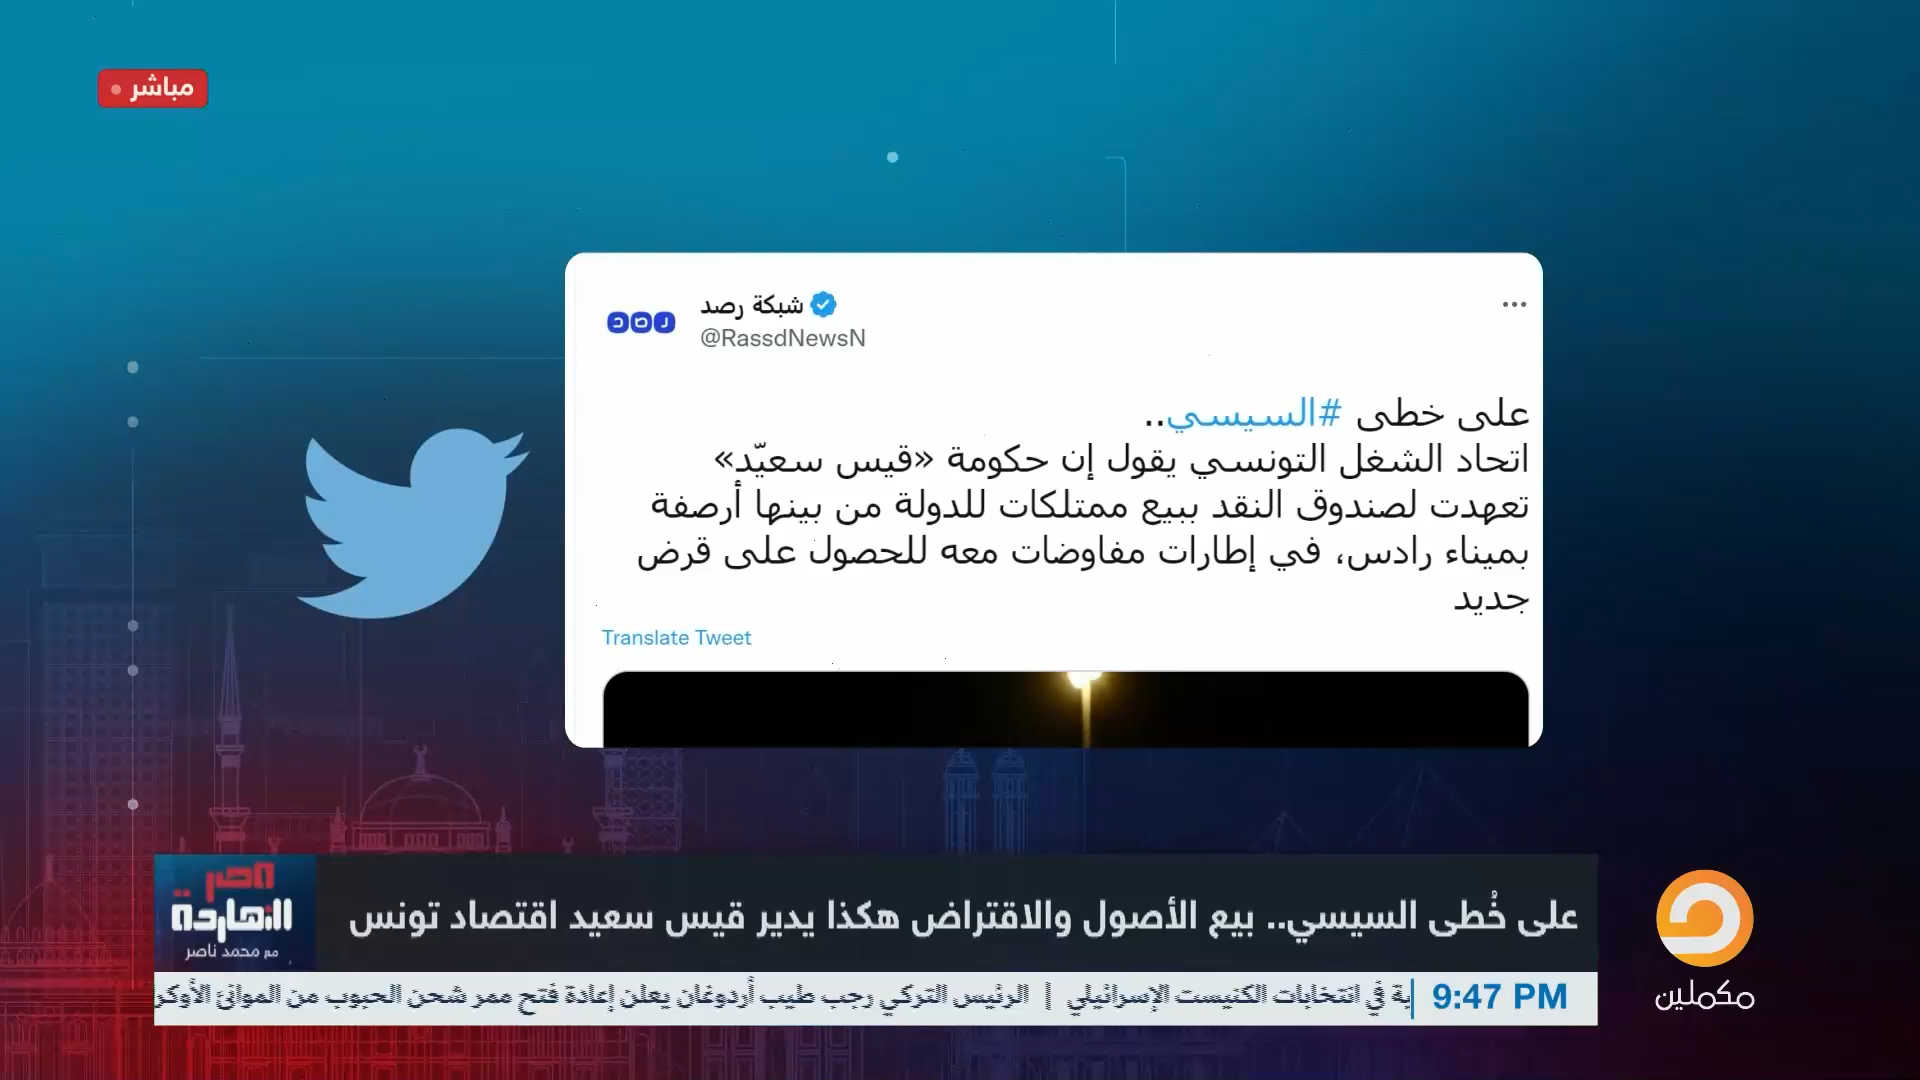 مباشر
شبكة رصد
@RassdNewsN
على خطى #السيسي..
اتحاد الشغل التونسي يقول إن حكومة «قيس سعيّد»
تعهدت لصندوق النقد ببيع ممتلكات للدولة من بينها أرصفة
بميناء رادس، في إطارات مفاوضات معه للحصول على قرض
جديد
Translate Tweet
مصر
النهاردة
مع محمد ناصر
على خُطى السيسي.. بيع الأصول والاقتراض هكذا يدير قيس سعيد اقتصاد تونس
9:47 PM
في انتخابات الكنيست الإسرائيلي | الرئيس التركي رجب طيب أردوغان يعلن إعادة فتح ممر شحن الحبوب من الموانئ
مكملين